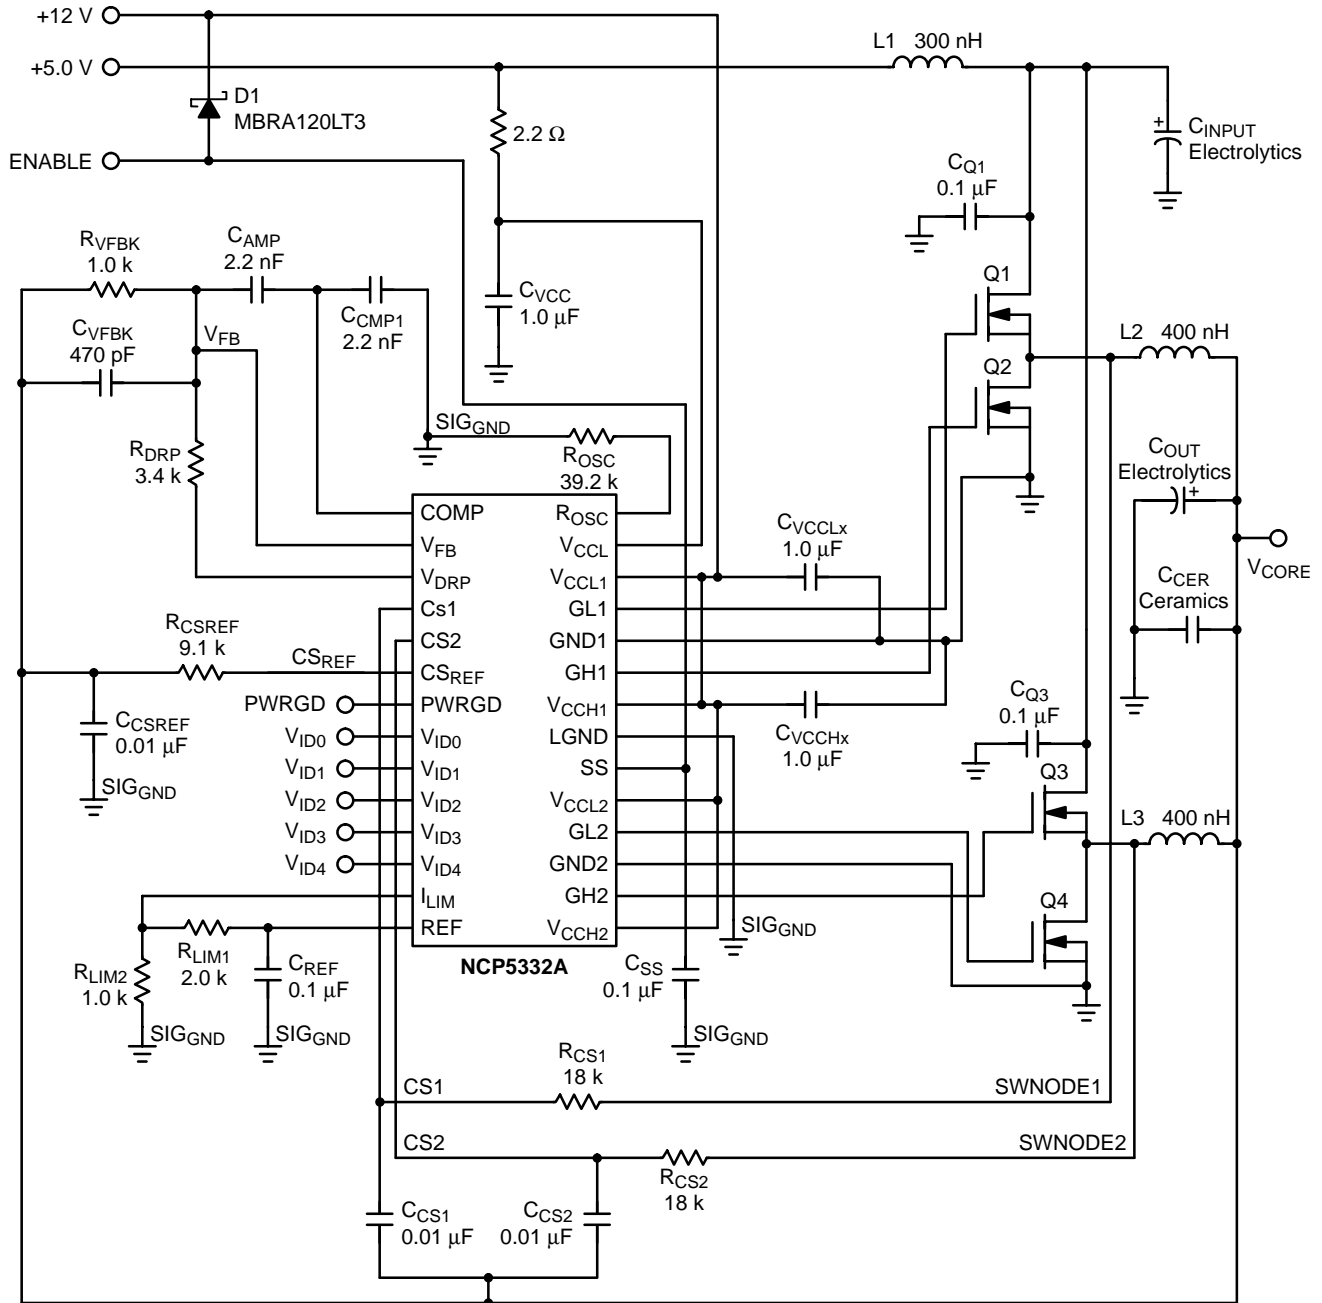 +12 V
+5.0 V
D1
MBRA120LT3
ENABLE
2.2 Ω
L1 300 nH
CINPUT
Electrolytics
CQ1
0.1 μF
RVFBK
1.0 k
CAMP
2.2 nF
CCMP1
2.2 nF
CVCC
1.0 μF
CVFBK
470 pF
VFB
Q1
Q2
L2 400 nH
RDRP
3.4 k
SIGGND
ROSC
39.2 k
COUT
Electrolytics
+
+
VCORE
CCER
Ceramics
CVCCLx
1.0 μF
CVCCHx
1.0 μF
COMP
VFB
VDRP
Cs1
CS2
CSREF
PWRGD
VID0
VID1
VID2
VID3
VID4
ILIM
REF
ROSC
VCCL
VCCL1
GL1
GND1
GH1
VCCH1
LGND
SS
VCCL2
GL2
GND2
GH2
VCCH2
NCP5332A
RCSREF
9.1 k
CSREF
CCSREF
0.01 μF
SIGGND
PWRGD
VID0
VID1
VID2
VID3
VID4
CQ3
0.1 μF
Q3
Q4
L3 400 nH
RLIM1
2.0 k
RLIM2
1.0 k
CREF
0.1 μF
SIGGND
SIGGND
CSS
0.1 μF
SIGGND
SIGGND
RCS1
18 k
CS1
SWNODE1
CS2
SWNODE2
RCS2
18 k
CCS1
0.01 μF
CCS2
0.01 μF